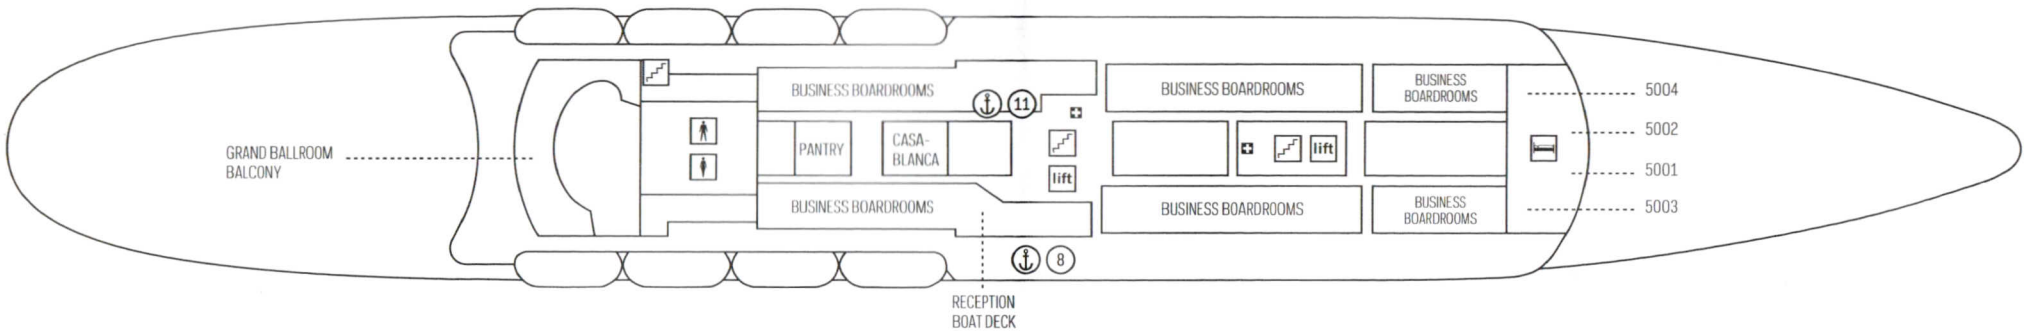 BUSINESS BOARDROOMS
11
BUSINESS BOARDROOMS
BUSINESS
BOARDROOMS
5004
5002
GRAND BALLROOM
BALCONY
PANTRY
CASA-
BLANCA
lift
lift
5001
BUSINESS BOARDROOMS
BUSINESS BOARDROOMS
BUSINESS
BOARDROOMS
5003
8
RECEPTION
BOAT DECK